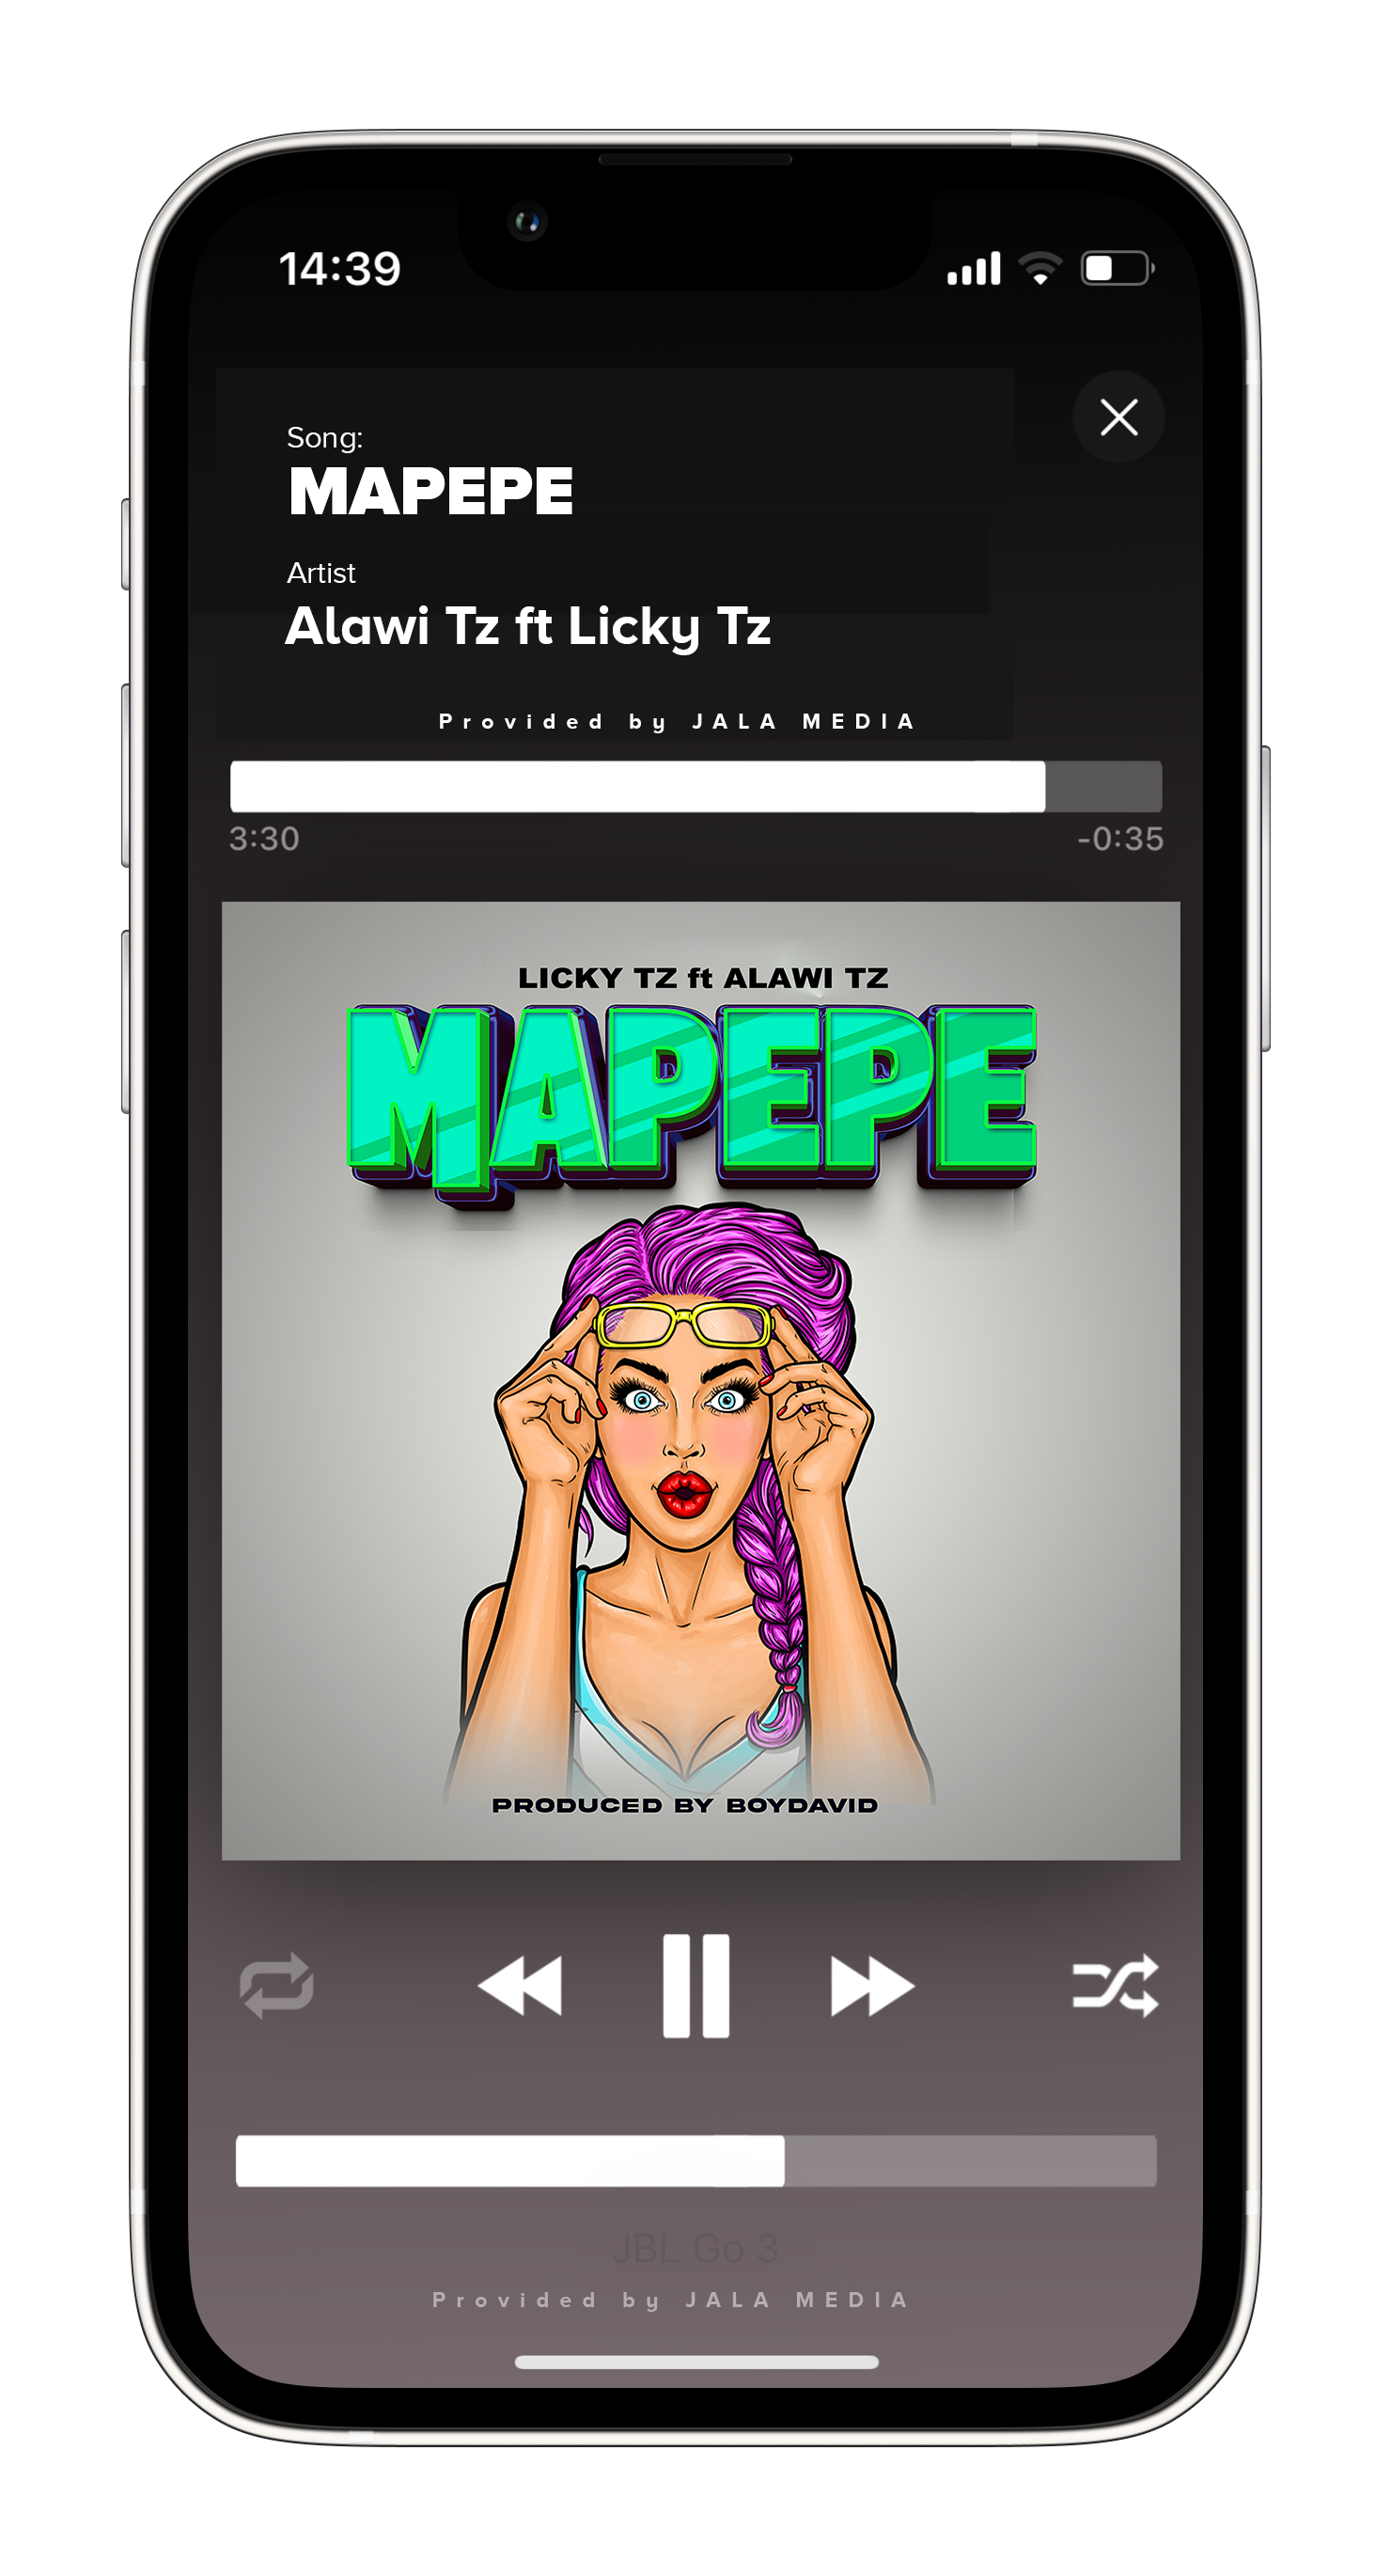 14:39
Song:
MAPEPE
Artist
Alawi Tz ft Licky Tz
Provided by JALA MEDIA
3:30 -0:35
LICKY TZ ft ALAWI TZ
MAPEPE
PRODUCED BY BOYDAVID
JBL Go 3
Provided by JALA MEDIA